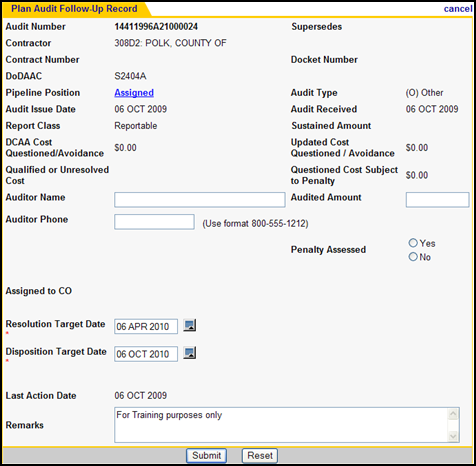 Plan Audit Follow-Up Record cancel
Audit Number 14411996A21000024 Supersedes
Contractor 308D2: POLK, COUNTY OF
Contract Number Docket Number
DoDAAC S2404A
Pipeline Position Assigned Audit Type (O) Other
Audit Issue Date 06 OCT 2009 Audit Received 06 OCT 2009
Report Class Reportable Sustained Amount
DCAA Cost Questioned/Avoidance $0.00 Updated Cost Questioned / Avoidance $0.00
Qualified or Unresolved Cost Questioned Cost Subject to Penalty $0.00
Auditor Name Audited Amount
Auditor Phone (Use format 800-555-1212)
Penalty Assessed Yes
No
Assigned to CO
Resolution Target Date * 06 APR 2010
Disposition Target Date * 06 OCT 2010
Last Action Date 06 OCT 2009
Remarks For Training purposes only
Submit Reset